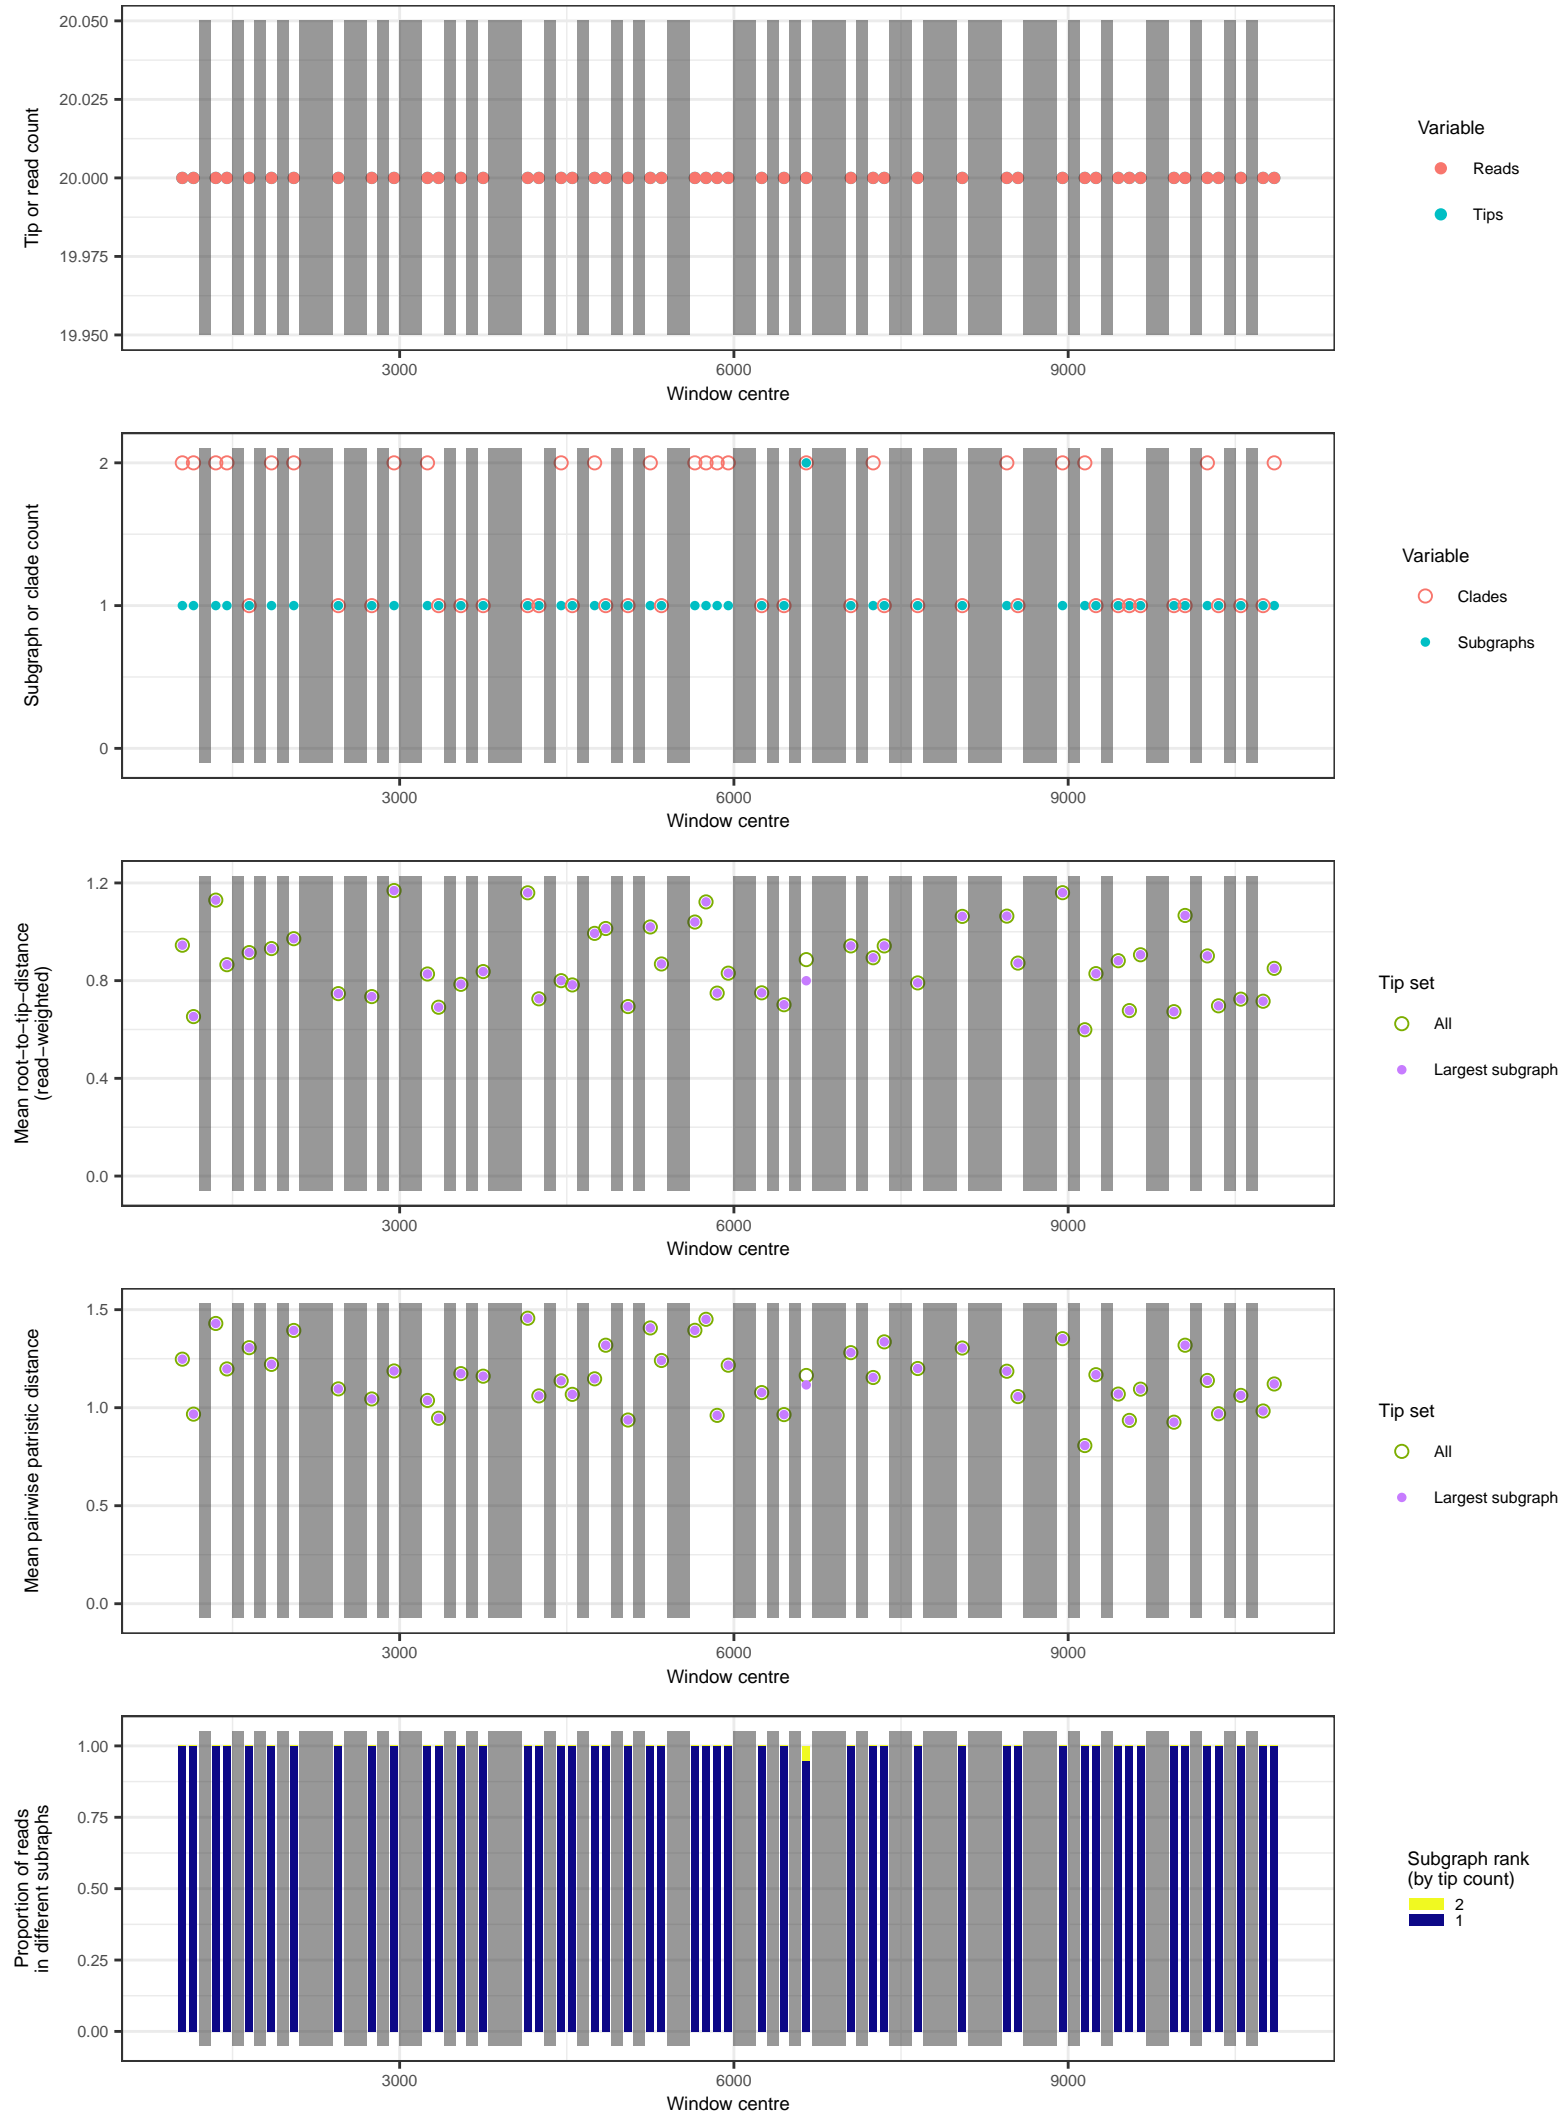 20.050
20.025
20.000
19.975
19.950
Tip or read count
3000
6000
9000
Window centre
Variable
Reads
Tips
2
1
0
Subgraph or clade count
3000
6000
9000
Window centre
Variable
Clades
Subgraphs
1.2
0.8
0.4
0.0
Mean root−to−tip−distance
(read−weighted)
3000
6000
9000
Window centre
Tip set
All
Largest subgraph
1.5
1.0
0.5
0.0
Mean pairwise patristic distance
3000
6000
9000
Window centre
Tip set
All
Largest subgraph
1.00
0.75
0.50
0.25
0.00
Proportion of reads
in different subraphs
3000
6000
9000
Window centre
Subgraph rank
(by tip count)
2
1